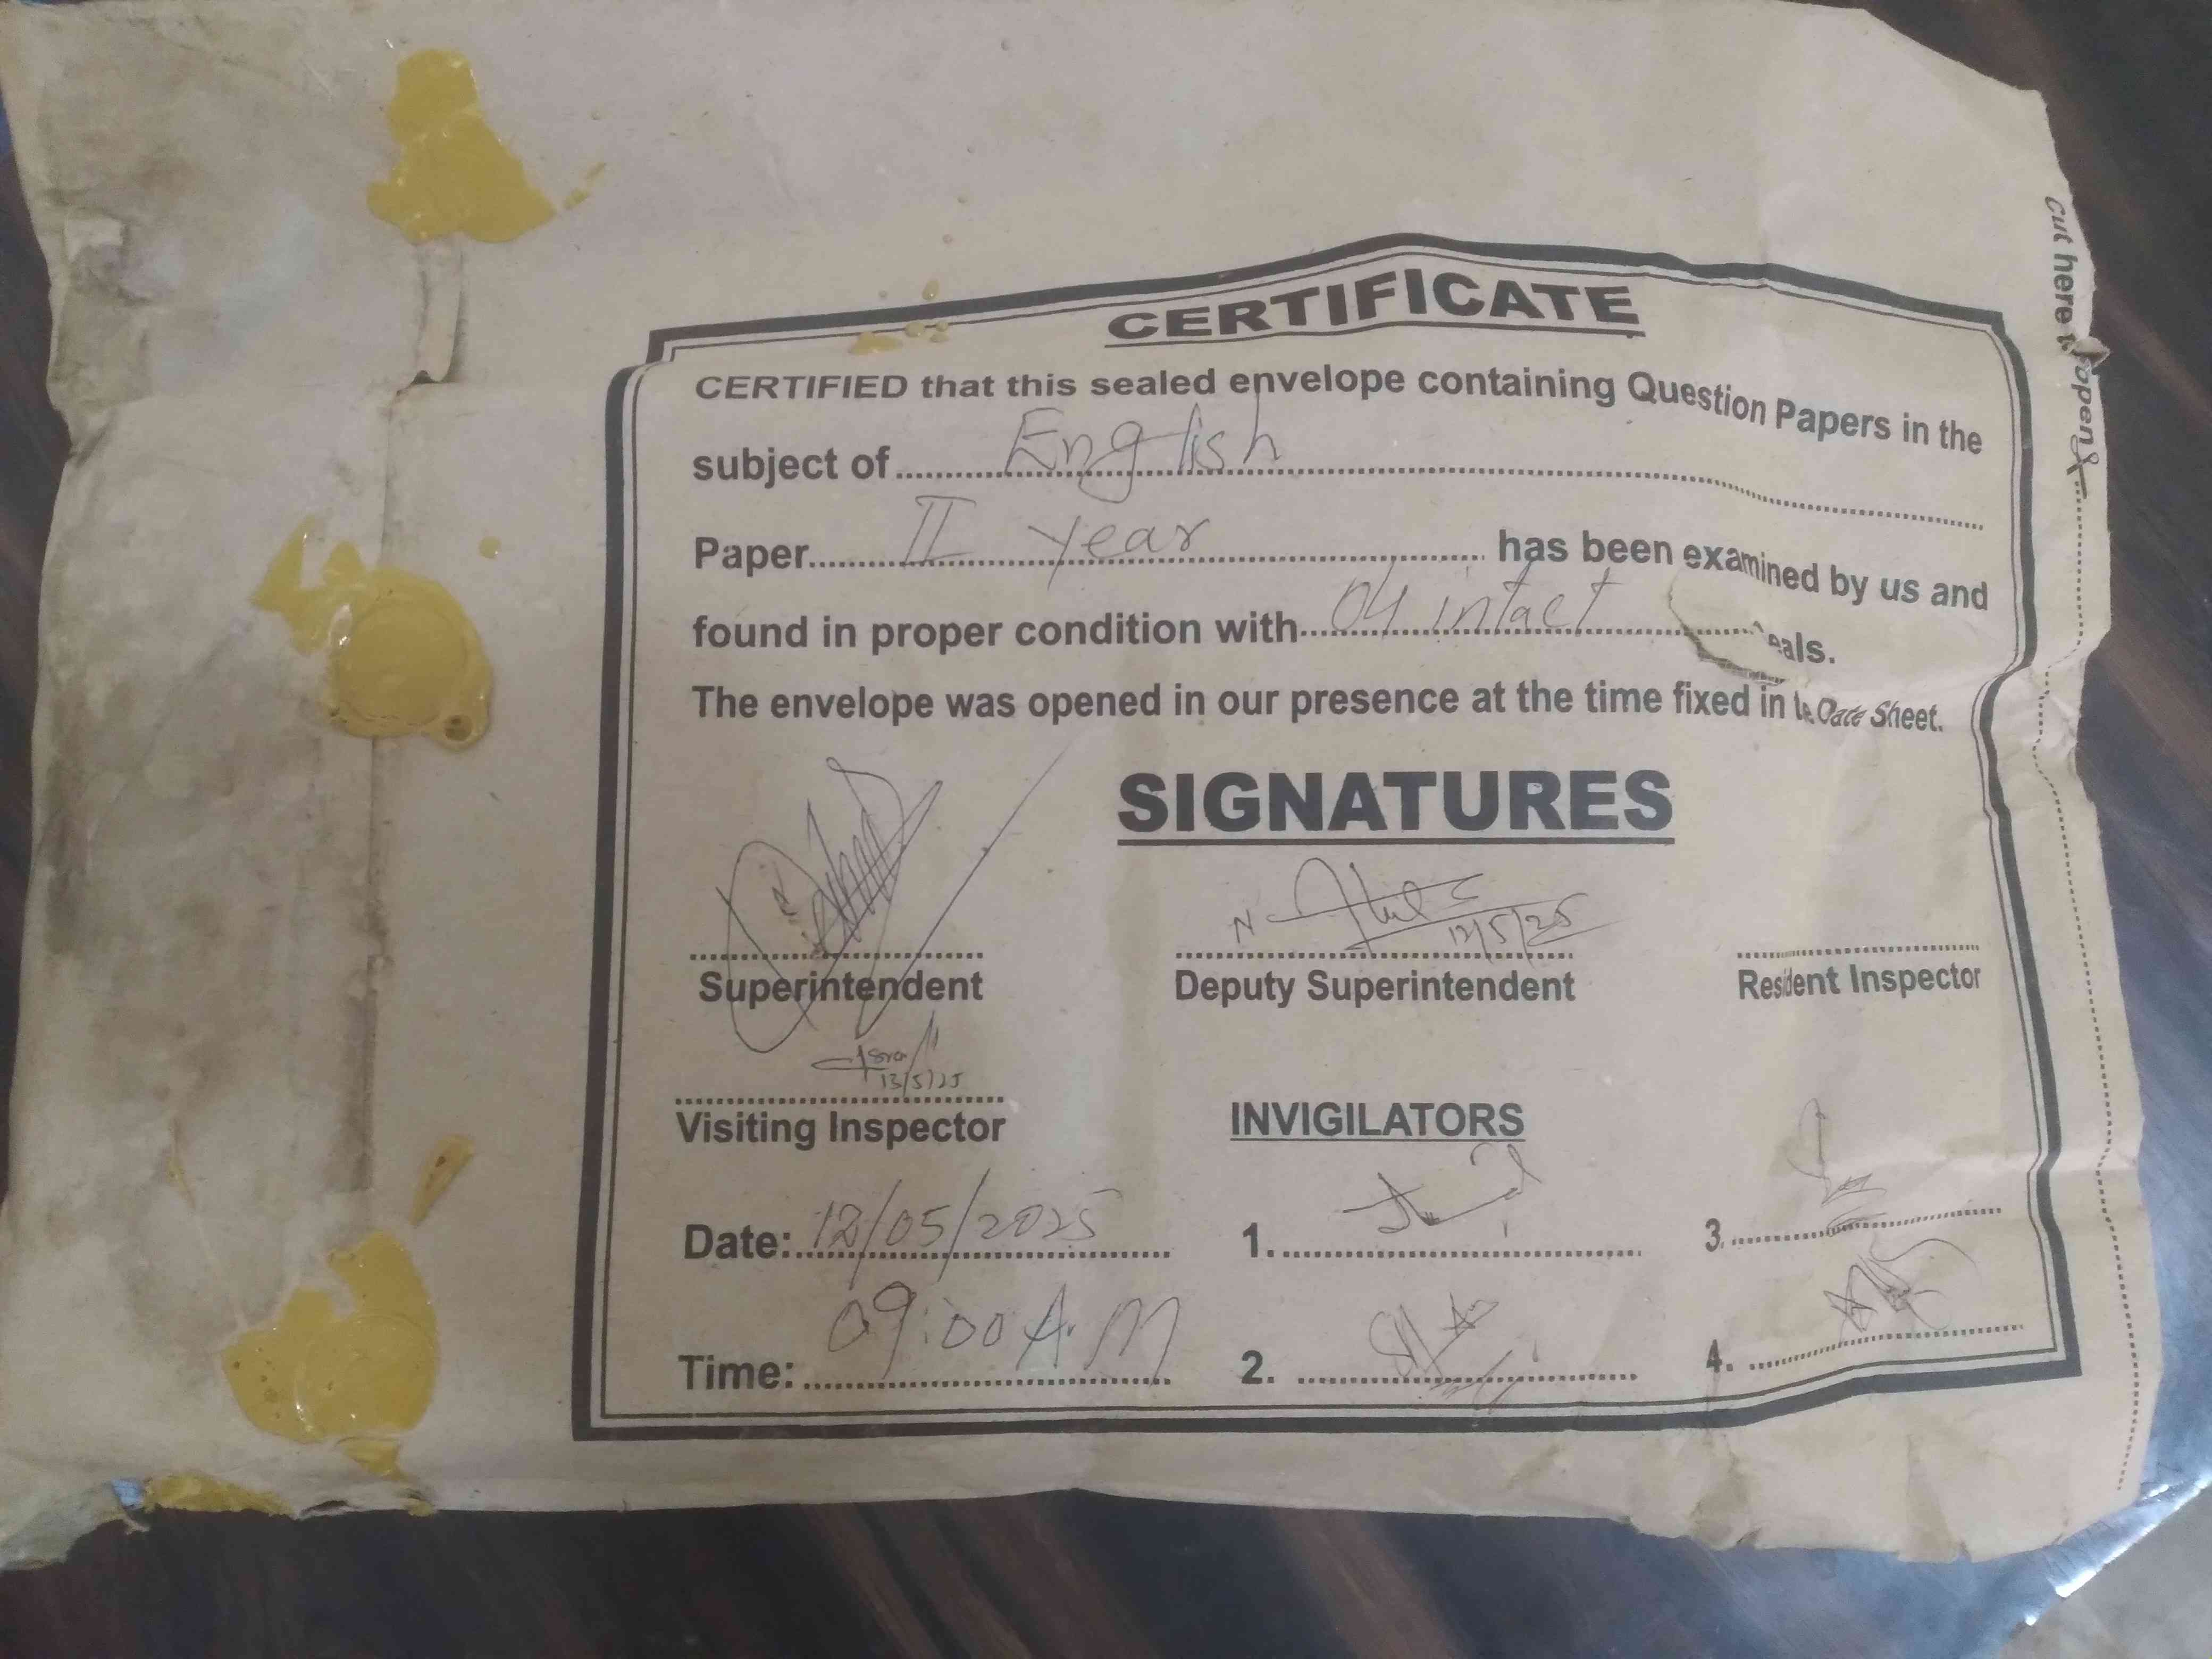 CERTIFICATE
CERTIFIED that this sealed envelope containing Question Papers in the
subject of English
Paper II year has been examined by us and
found in proper condition with 04 intact eals.
The envelope was opened in our presence at the time fixed in Date Sheet.
SIGNATURES
12/5/25
Superintendent Deputy Superintendent Resident Inspector
13/5/25
Visiting Inspector INVIGILATORS
Date: 12/05/2025 1. 3.
Time: 09:00 A.M 2. 4.
Cut here open